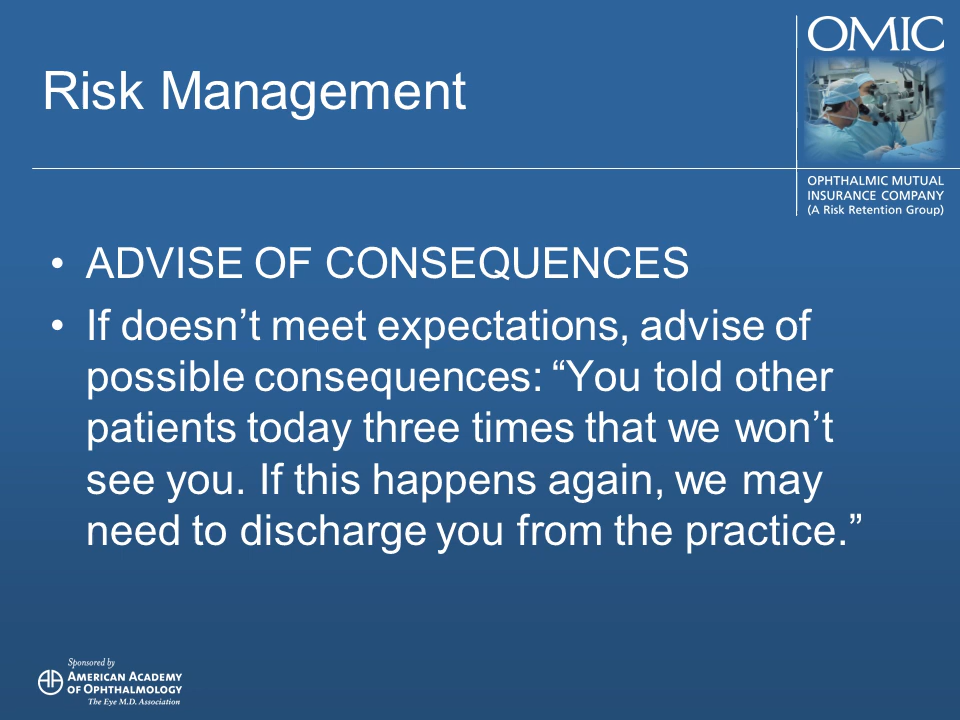 OMIC
Risk Management
OPHTHALMIC MUTUAL
INSURANCE COMPANY
(A Risk Retention Group)
• ADVISE OF CONSEQUENCES
• If doesn’t meet expectations, advise of
possible consequences: “You told other
patients today three times that we won’t
see you. If this happens again, we may
need to discharge you from the practice.”
Sponsored by
AMERICAN ACADEMY
OF OPHTHALMOLOGY
The Eye M.D. Association